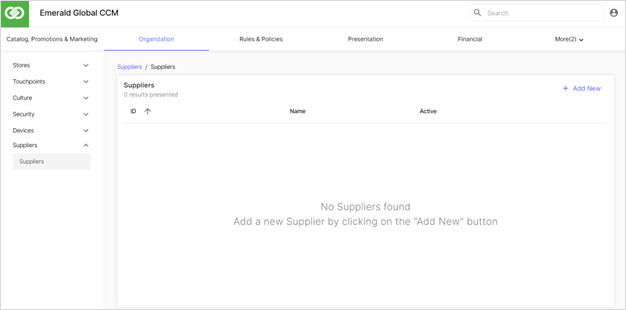 Emerald Global CCM
Search
Catalog, Promotions & Marketing
Organization
Rules & Policies
Presentation
Financial
More(2)
Stores
Touchpoints
Culture
Security
Devices
Suppliers
Suppliers
Suppliers / Suppliers
Suppliers
0 results presented
+ Add New
ID ↑
Name
Active
No Suppliers found
Add a new Supplier by clicking on the "Add New" button